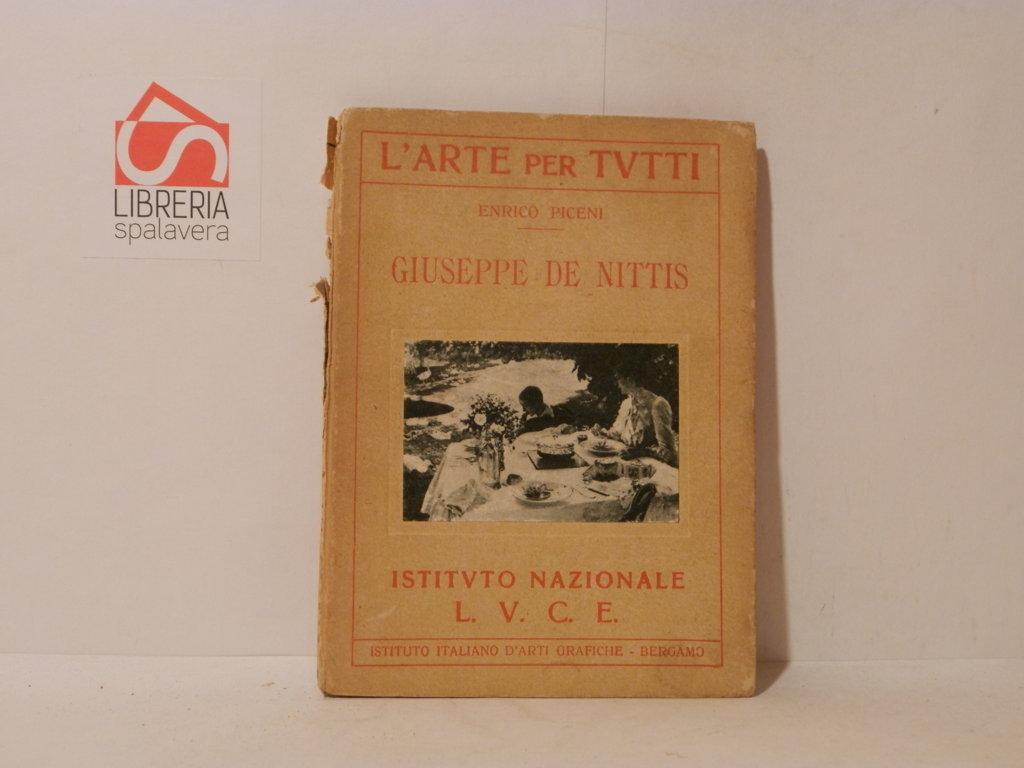 LIBRERIA
spalavera
L'ARTE PER TVTTI
ENRICO PICENI
GIUSEPPE DE NITTIS
ISTITVTO NAZIONALE
L. V. C. E.
ISTITUTO ITALIANO D'ARTI GRAFICHE - BERGAMO